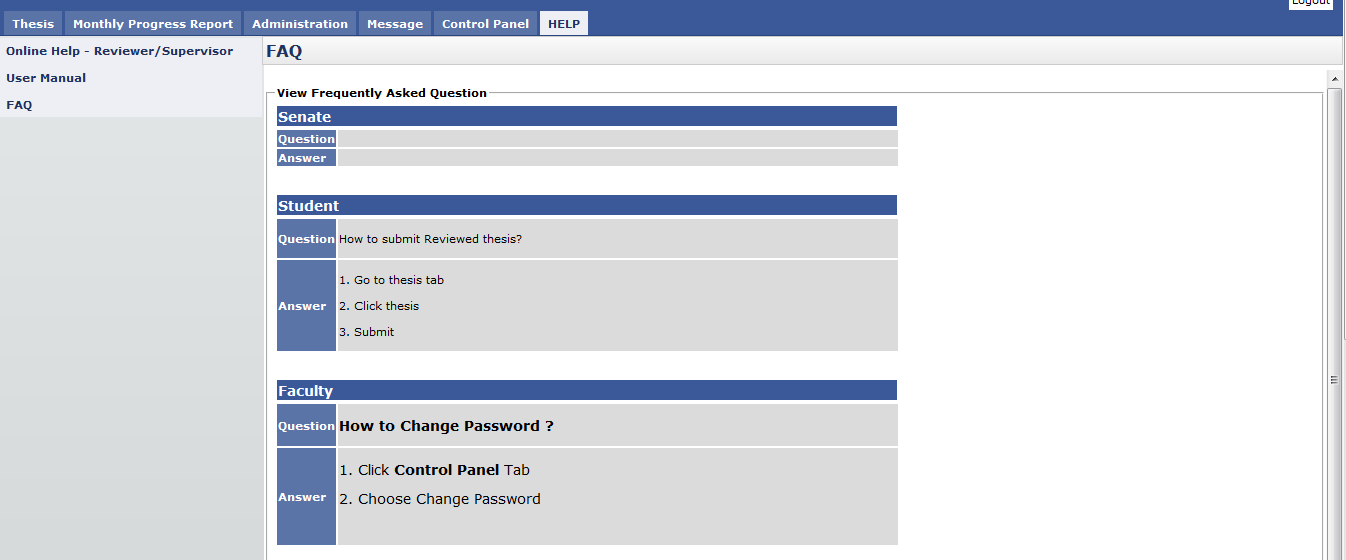 Logout
Thesis Monthly Progress Report Administration Message Control Panel HELP
Online Help - Reviewer/Supervisor
User Manual
FAQ
FAQ
View Frequently Asked Question
Senate
Question
Answer
Student
Question How to submit Reviewed thesis?
Answer
1. Go to thesis tab
2. Click thesis
3. Submit
Faculty
Question How to Change Password ?
Answer
1. Click Control Panel Tab
2. Choose Change Password